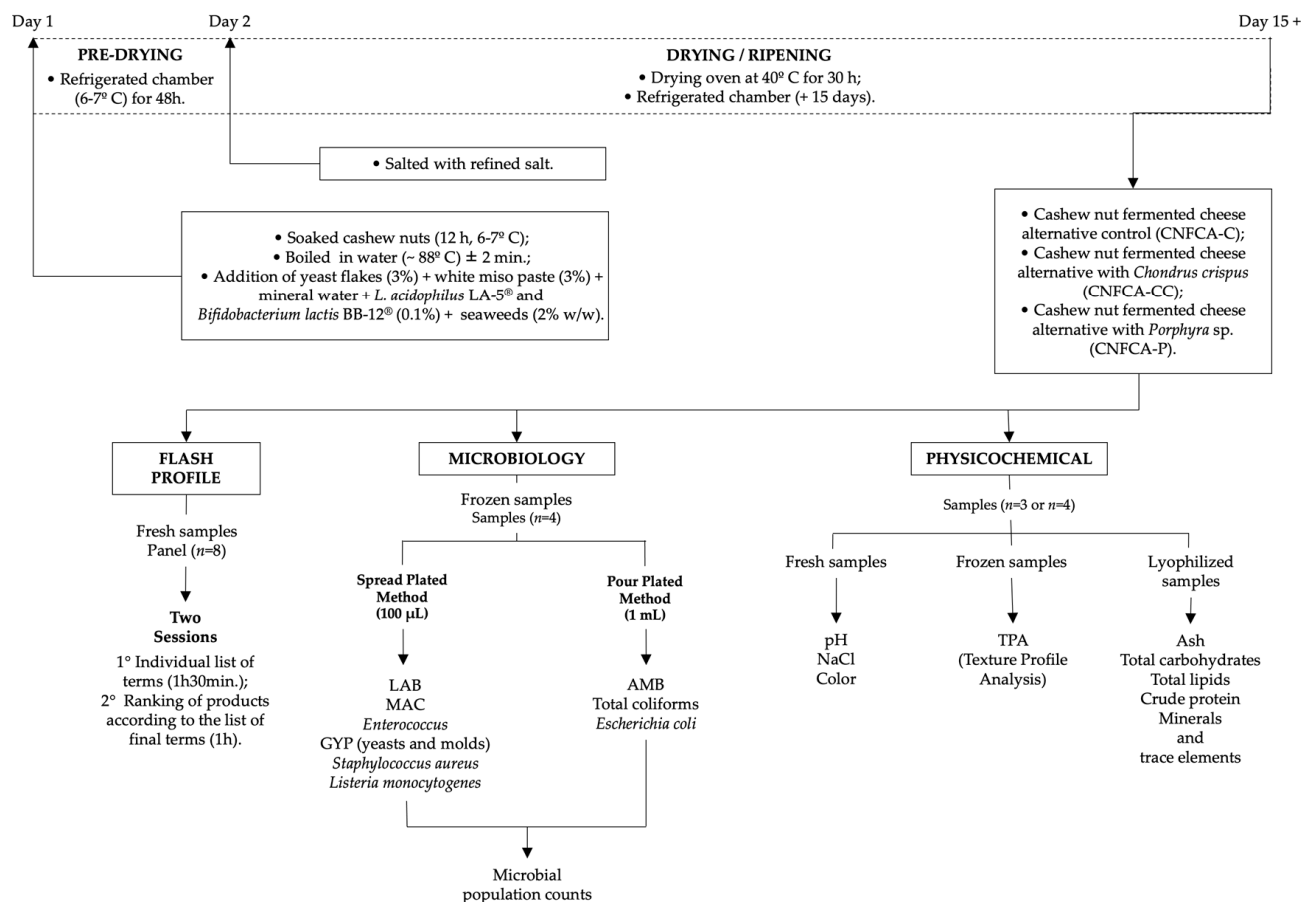 Day 1
Day 2
Day 15 +
PRE-DRYING
• Refrigerated chamber
(6-7º C) for 48h.
DRYING / RIPENING
• Drying oven at 40º C for 30 h;
• Refrigerated chamber (+ 15 days).
• Salted with refined salt.
• Soaked cashew nuts (12 h, 6-7º C);
• Boiled in water (~ 88º C) ± 2 min.;
• Addition of yeast flakes (3%) + white miso paste (3%) +
mineral water + L. acidophilus LA-5® and
Bifidobacterium lactis BB-12® (0.1%) + seaweeds (2% w/w).
• Cashew nut fermented cheese
alternative control (CNFCA-C);
• Cashew nut fermented cheese
alternative with Chondrus crispus
(CNFCA-CC);
• Cashew nut fermented cheese
alternative with Porphyra sp.
(CNFCA-P).
FLASH
PROFILE
Fresh samples
Panel (n=8)
Two
Sessions
1° Individual list of
terms (1h30min.);
2° Ranking of products
according to the list of
final terms (1h).
MICROBIOLOGY
Frozen samples
Samples (n=4)
Spread Plated
Method
(100 µL)
LAB
MAC
Enterococcus
GYP (yeasts and molds)
Staphylococcus aureus
Listeria monocytogenes
Pour Plated
Method
(1 mL)
AMB
Total coliforms
Escherichia coli
Microbial
population counts
PHYSICOCHEMICAL
Samples (n=3 or n=4)
Fresh samples
pH
NaCl
Color
Frozen samples
TPA
(Texture Profile
Analysis)
Lyophilized
samples
Ash
Total carbohydrates
Total lipids
Crude protein
Minerals
and
trace elements